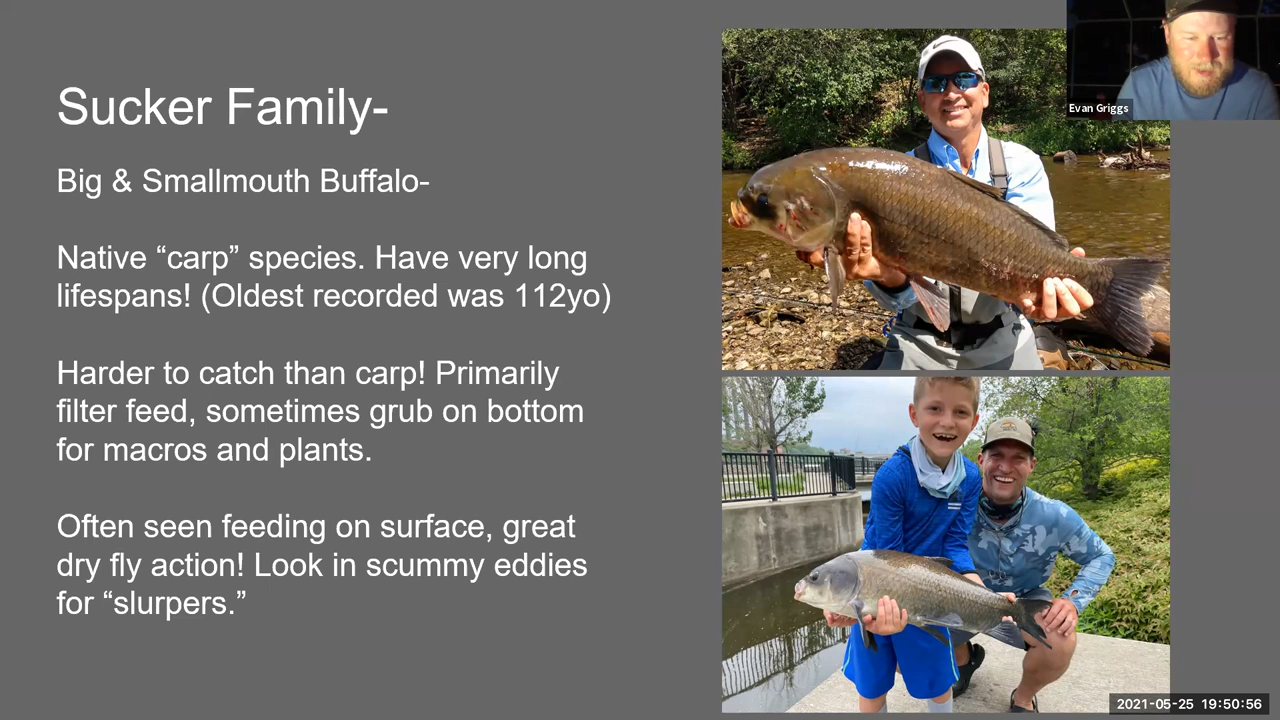 Sucker Family-
Big & Smallmouth Buffalo-
Native “carp” species. Have very long
lifespans! (Oldest recorded was 112yo)
Harder to catch than carp! Primarily
filter feed, sometimes grub on bottom
for macros and plants.
Often seen feeding on surface, great
dry fly action! Look in scummy eddies
for “slurpers.”
Evan Griggs
2021-05-25 19:50:56